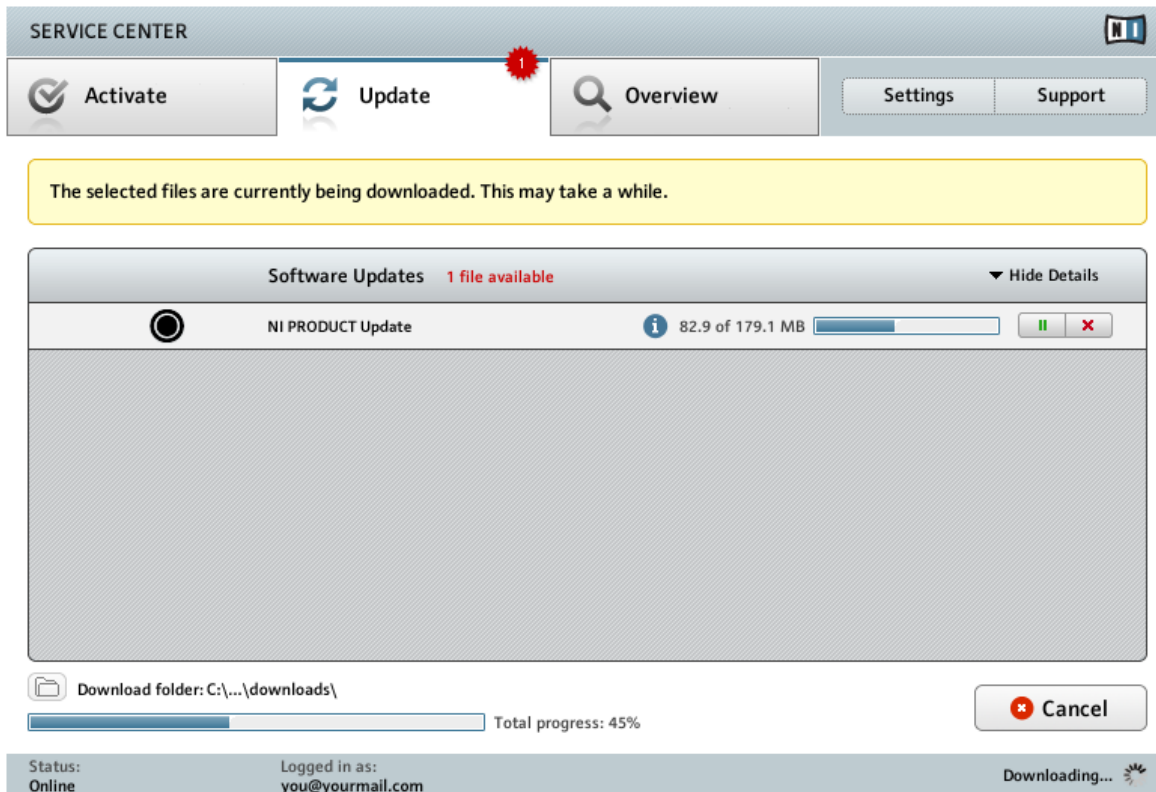 SERVICE CENTER
NI
Activate
Update
1
Overview
Settings
Support
The selected files are currently being downloaded. This may take a while.
Software Updates 1 file available
Hide Details
NI PRODUCT Update
i
82.9 of 179.1 MB
Download folder: C:\...\downloads\
Total progress: 45%
Cancel
Status:
Online
Logged in as:
you@yourmail.com
Downloading...